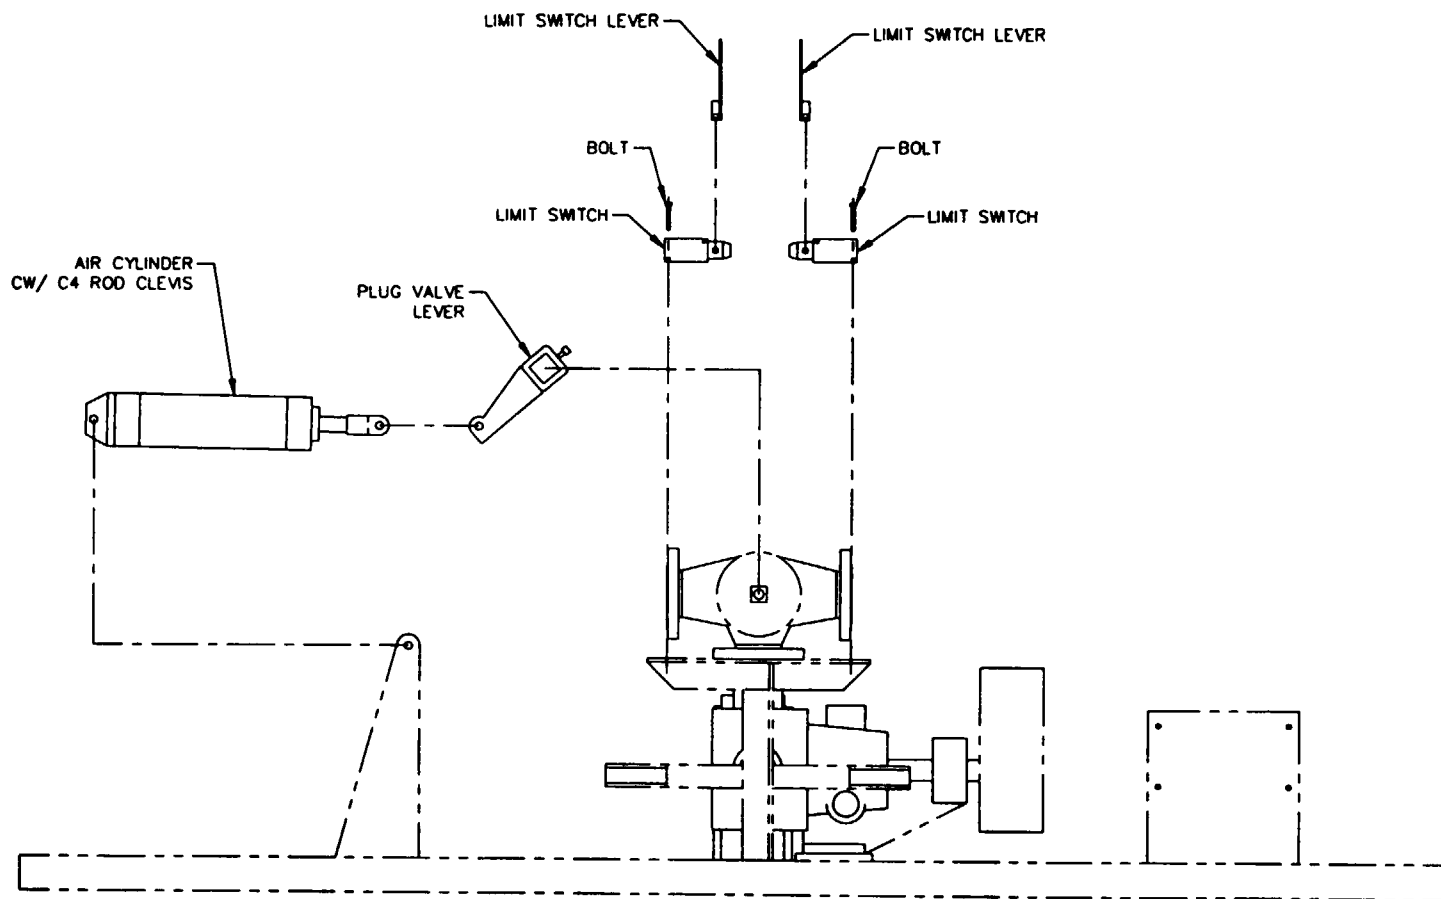 LIMIT SWITCH LEVER
LIMIT SWITCH LEVER
BOLT
BOLT
LIMIT SWITCH
LIMIT SWITCH
AIR CYLINDER
CW/ C4 ROD CLEVIS
PLUG VALVE
LEVER